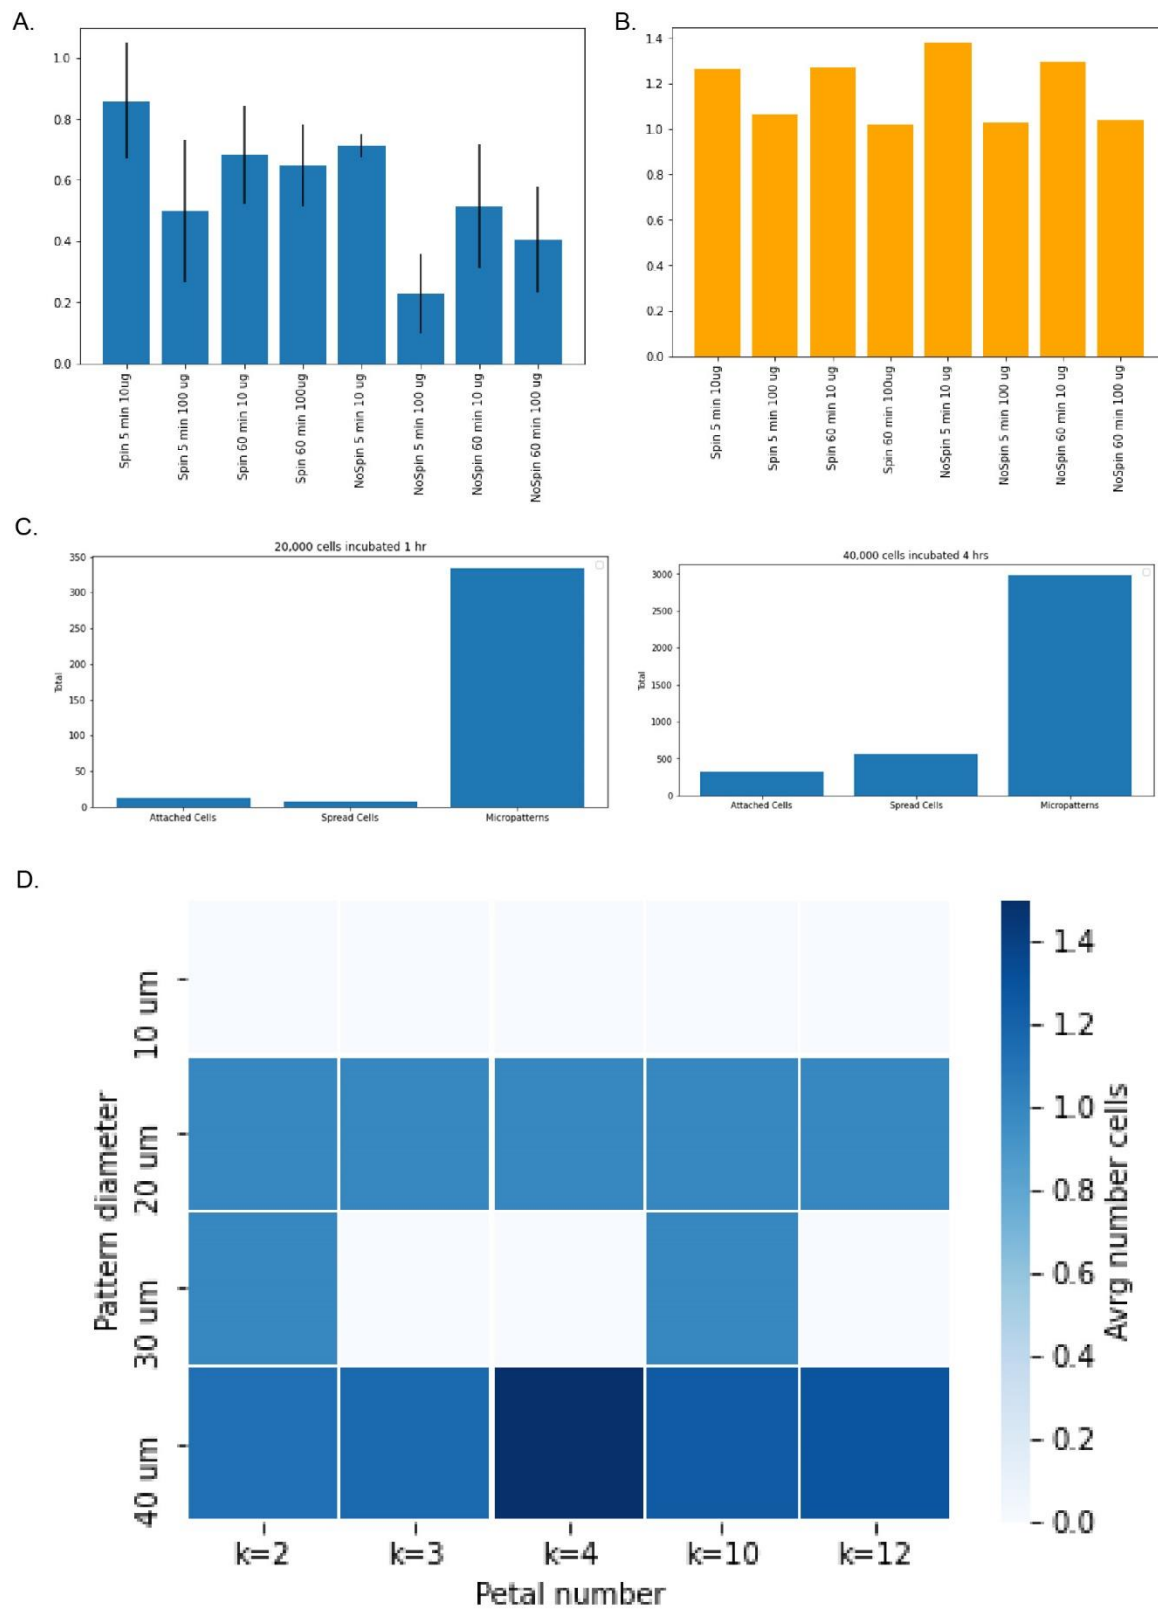 A.
1.0
0.8
0.6
0.4
0.2
0.0
Spin 5 min 10ug
Spin 5 min 100 ug
Spin 60 min 10 ug
Spin 60 min 100ug
NoSpin 5 min 10 ug
NoSpin 5 min 100 ug
NoSpin 60 min 10 ug
NoSpin 60 min 100 ug
B.
1.4
1.2
1.0
0.8
0.6
0.4
0.2
0.0
Spin 5 min 10ug
Spin 5 min 100 ug
Spin 60 min 10 ug
Spin 60 min 100ug
NoSpin 5 min 10 ug
NoSpin 5 min 100 ug
NoSpin 60 min 10 ug
NoSpin 60 min 100 ug
C.
20,000 cells incubated 1 hr
350
300
250
200
150
100
50
0
Total
Attached Cells
Spread Cells
Micropatterns
40,000 cells incubated 4 hrs
3000
2500
2000
1500
1000
500
0
Total
Attached Cells
Spread Cells
Micropatterns
D.
Pattern diameter
10 um
20 um
30 um
40 um
k=2
k=3
k=4
k=10
k=12
Petal number
1.4
1.2
1.0
0.8
0.6
0.4
0.2
0.0
Avrg number cells